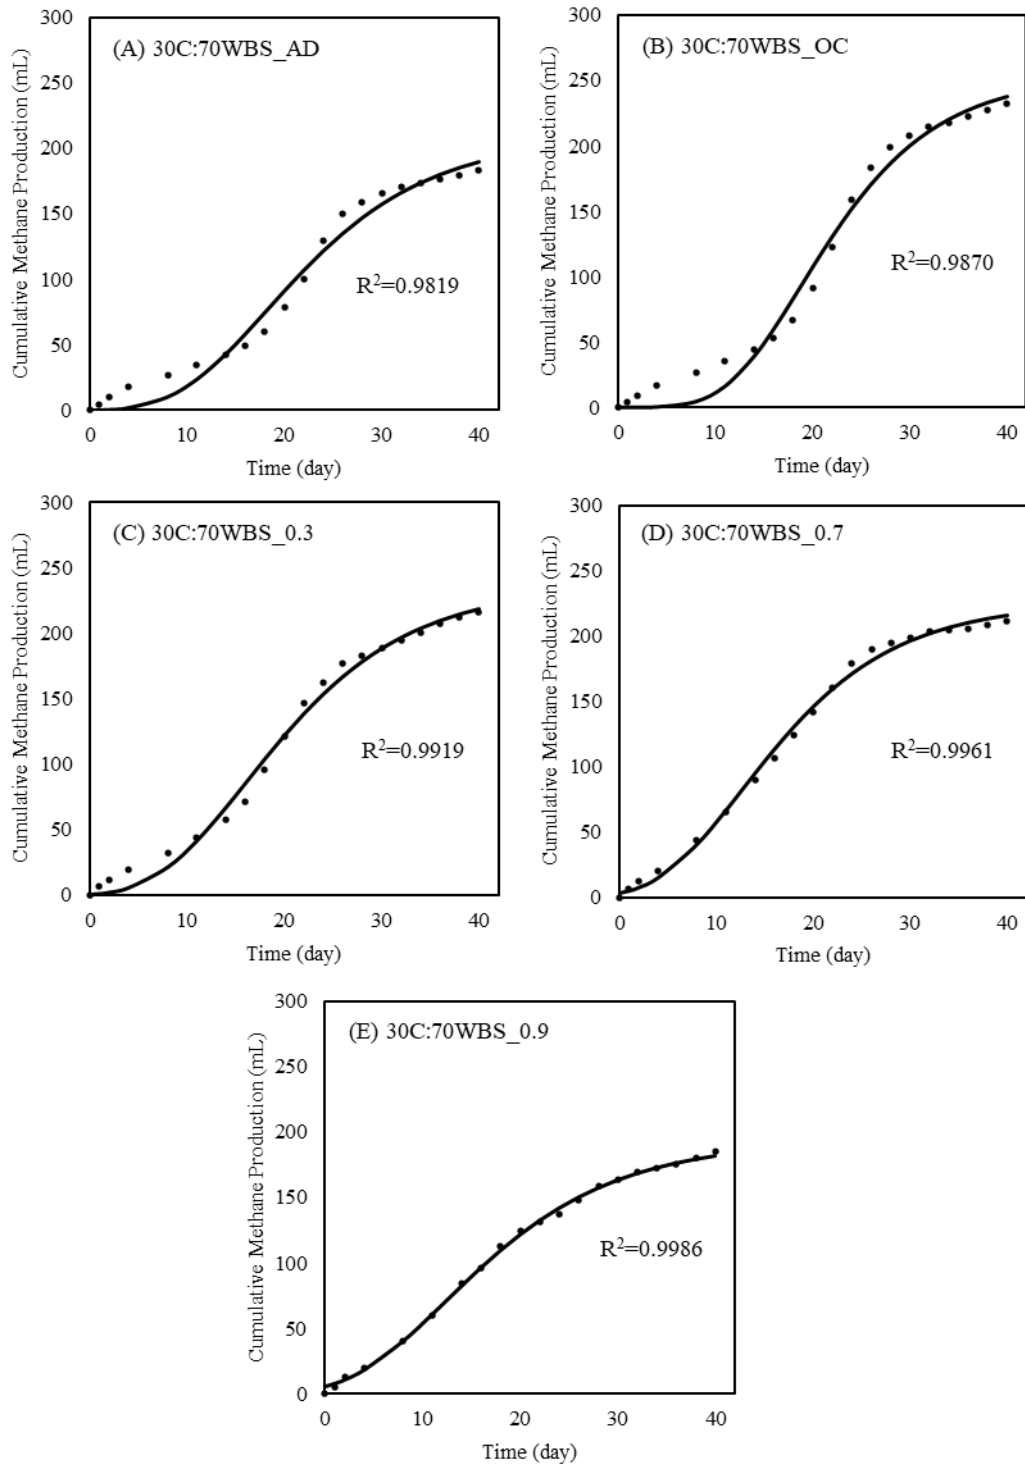 (A) 30C:70WBS_AD
Cumulative Methane Production (mL)
300
250
200
150
100
50
0
R²=0.9819
0 10 20 30 40
Time (day)
(B) 30C:70WBS_OC
Cumulative Methane Production (mL)
300
250
200
150
100
50
0
R²=0.9870
0 10 20 30 40
Time (day)
(C) 30C:70WBS_0.3
Cumulative Methane Production (mL)
300
250
200
150
100
50
0
R²=0.9919
0 10 20 30 40
Time (day)
(D) 30C:70WBS_0.7
Cumulative Methane Production (mL)
300
250
200
150
100
50
0
R²=0.9961
0 10 20 30 40
Time (day)
(E) 30C:70WBS_0.9
Cumulative Methane Production (mL)
300
250
200
150
100
50
0
R²=0.9986
0 10 20 30 40
Time (day)